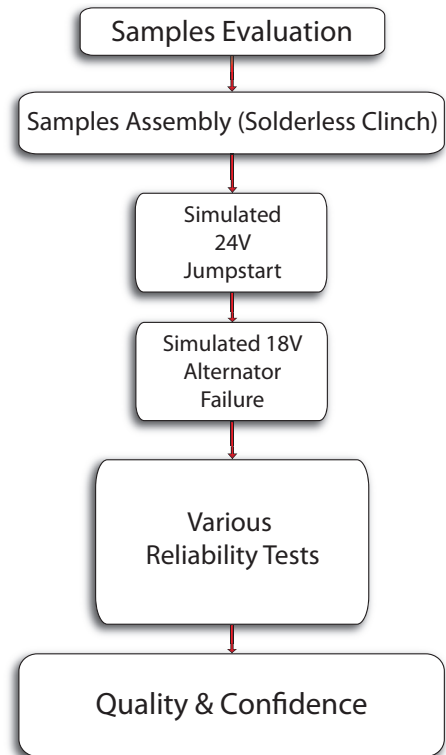 Samples Evaluation
Samples Assembly (Solderless Clinch)
Simulated
24V
Jumpstart
Simulated 18V
Alternator
Failure
Various
Reliability Tests
Quality & Confidence